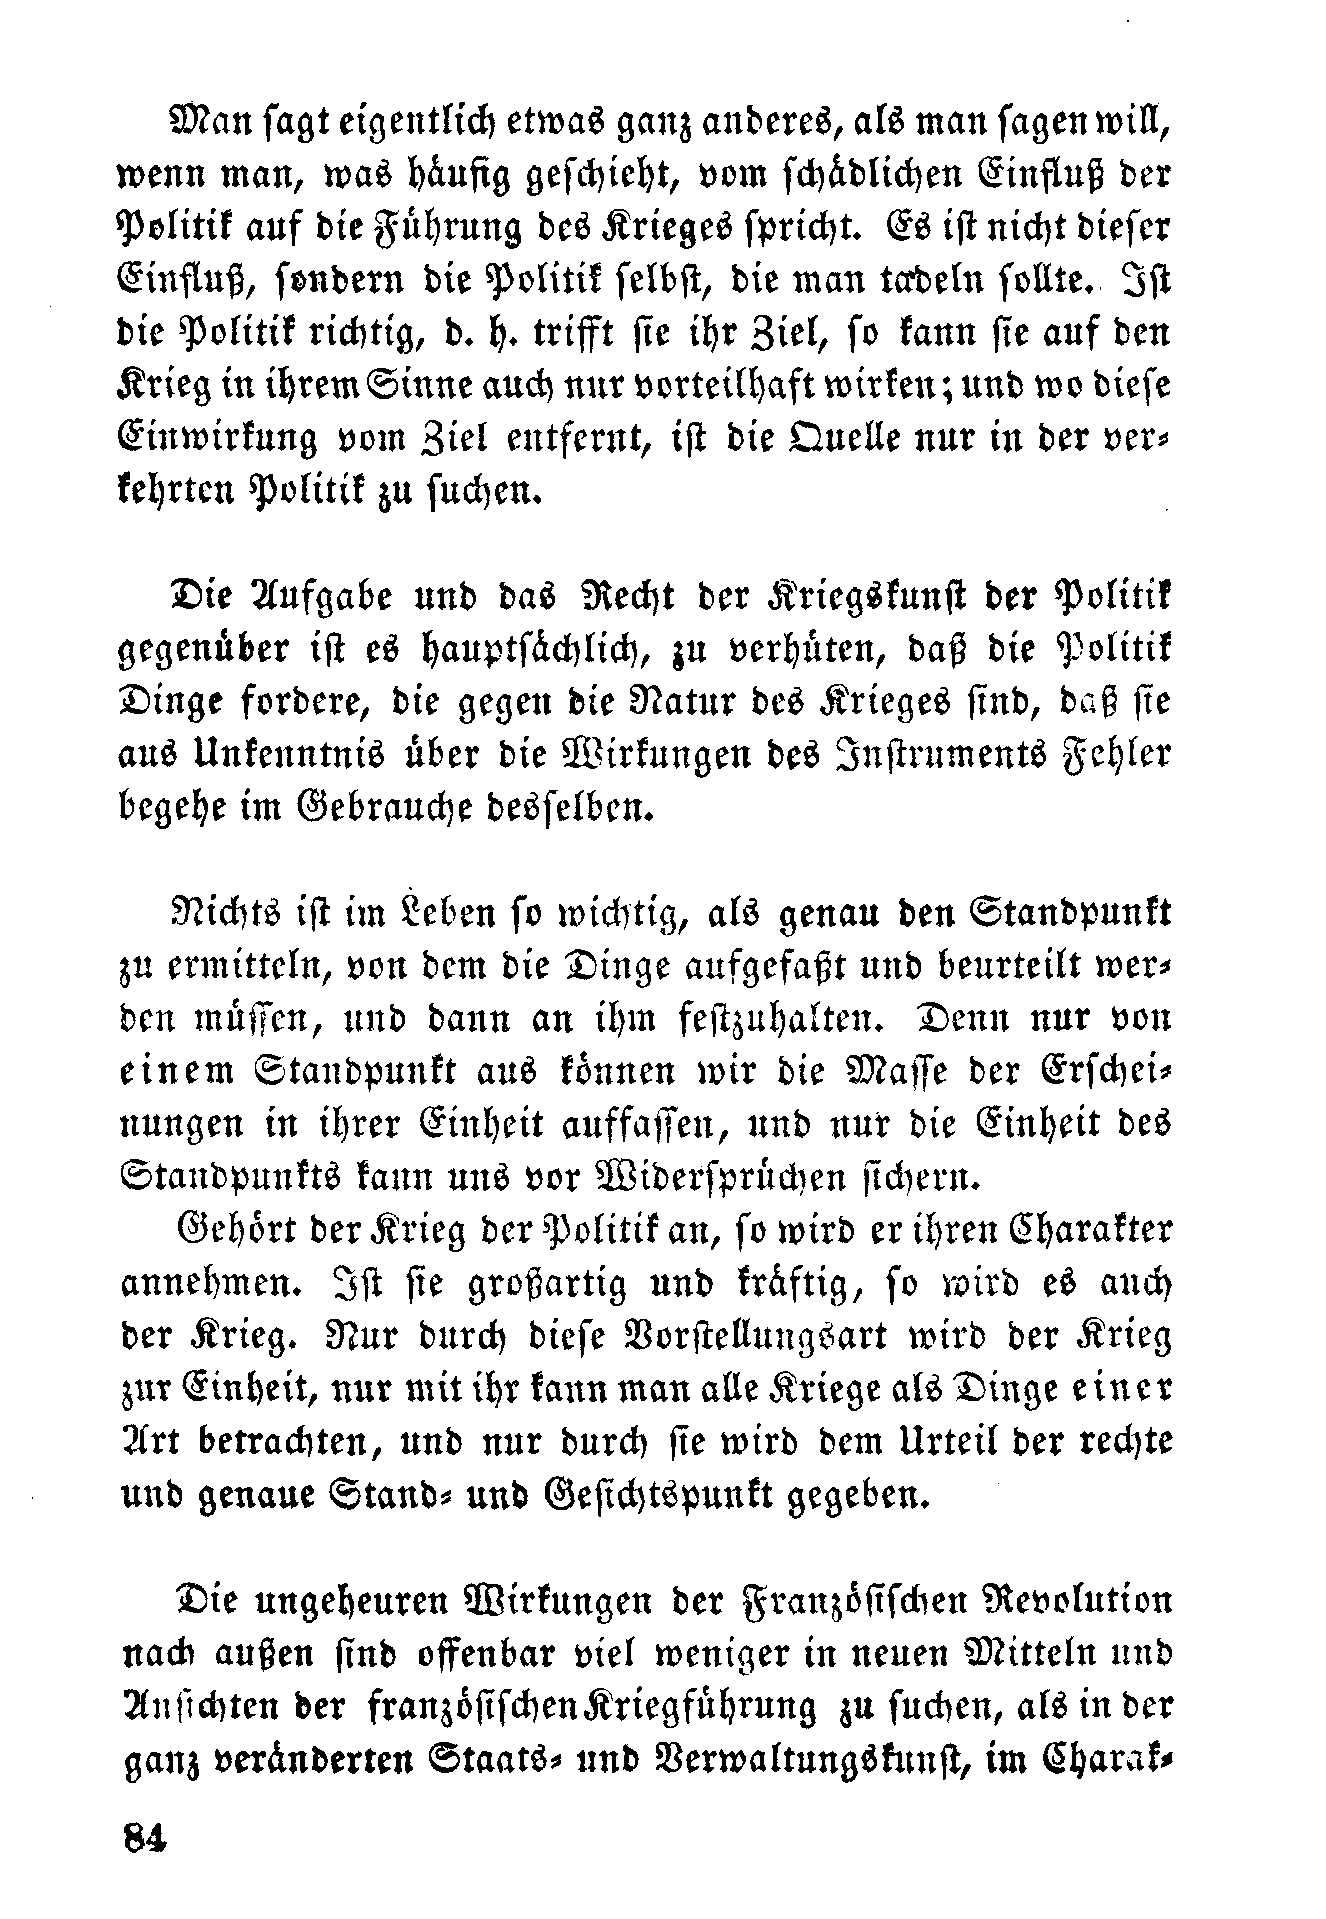 Man sagt eigentlich etwas ganz anderes, als man sagen will,
wenn man, was häufig geschieht, vom schädlichen Einfluß der
Politik auf die Führung des Krieges spricht. Es ist nicht dieser
Einfluß, sondern die Politik selbst, die man tadeln sollte. Ist
die Politik richtig, d. h. trifft sie ihr Ziel, so kann sie auf den
Krieg in ihrem Sinne auch nur vorteilhaft wirken; und wo diese
Einwirkung vom Ziel entfernt, ist die Quelle nur in der ver-
kehrten Politik zu suchen.

Die Aufgabe und das Recht der Kriegskunst der Politik
gegenüber ist es hauptsächlich, zu verhüten, daß die Politik
Dinge fordere, die gegen die Natur des Krieges sind, daß sie
aus Unkenntnis über die Wirkungen des Instruments Fehler
begehe im Gebrauche desselben.

Nichts ist im Leben so wichtig, als genau den Standpunkt
zu ermitteln, von dem die Dinge aufgefaßt und beurteilt wer-
den müssen, und dann an ihm festzuhalten. Denn nur von
einem Standpunkt aus können wir die Masse der Erschei-
nungen in ihrer Einheit auffassen, und nur die Einheit des
Standpunkts kann uns vor Widersprüchen sichern.
Gehört der Krieg der Politik an, so wird er ihren Charakter
annehmen. Ist sie großartig und kräftig, so wird es auch
der Krieg. Nur durch diese Vorstellungsart wird der Krieg
zur Einheit, nur mit ihr kann man alle Kriege als Dinge einer
Art betrachten, und nur durch sie wird dem Urteil der rechte
und genaue Stand- und Gesichtspunkt gegeben.

Die ungeheuren Wirkungen der Französischen Revolution
nach außen sind offenbar viel weniger in neuen Mitteln und
Ansichten der französischen Kriegführung zu suchen, als in der
ganz veränderten Staats- und Verwaltungskunst, im Charak-
84